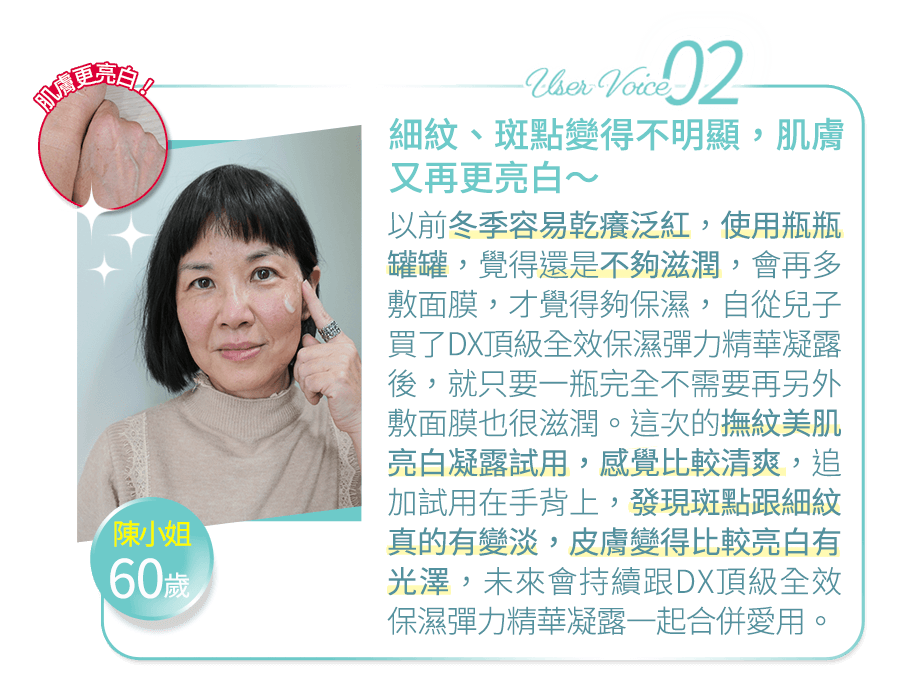 肌膚更亮白！
User Voice 02
細紋、斑點變得不明顯，肌膚
又再更亮白～
以前冬季容易乾癢泛紅，使用瓶瓶
罐罐，覺得還是不夠滋潤，會再多
敷面膜，才覺得夠保濕，自從兒子
買了DX頂級全效保濕彈力精華凝露
後，就只要一瓶完全不需要再另外
敷面膜也很滋潤。這次的撫紋美肌
亮白凝露試用，感覺比較清爽，追
加試用在手背上，發現斑點跟細紋
真的有變淡，皮膚變得比較亮白有
光澤，未來會持續跟DX頂級全效
保濕彈力精華凝露一起合併愛用。
陳小姐
60歲